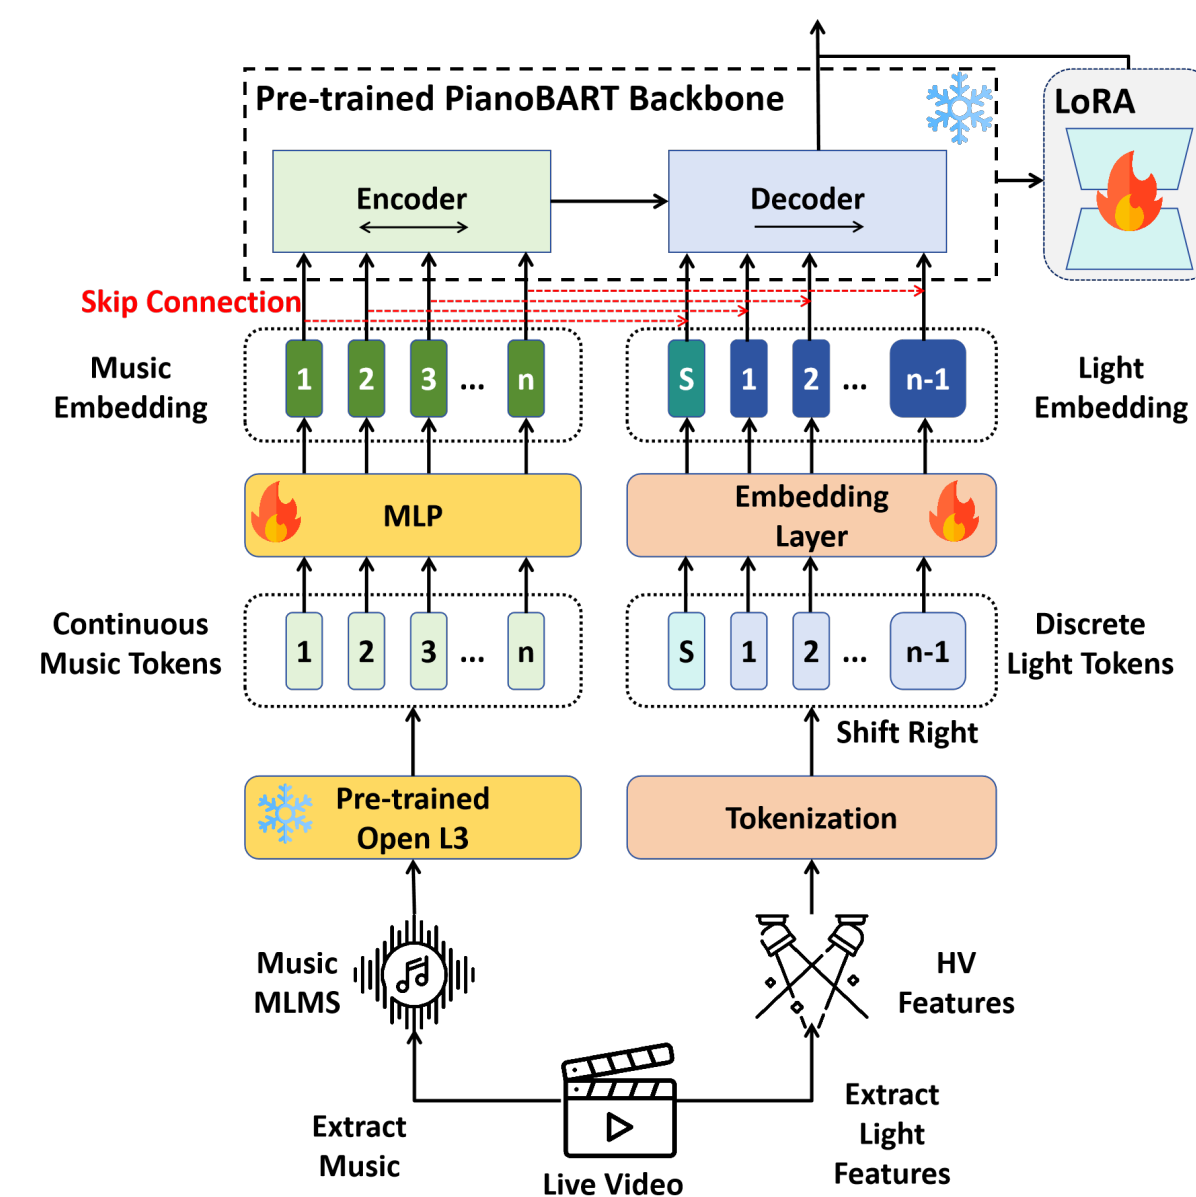 Pre-trained PianoBART Backbone
LoRA
Encoder
Decoder
Skip Connection
Music
Embedding
1 2 3 ... n
S 1 2 ... n-1
Light
Embedding
MLP
Embedding
Layer
Continuous
Music Tokens
1 2 3 ... n
S 1 2 ... n-1
Discrete
Light Tokens
Shift Right
Pre-trained
Open L3
Tokenization
Music
MLMS
HV
Features
Extract
Music
Live Video
Extract
Light
Features